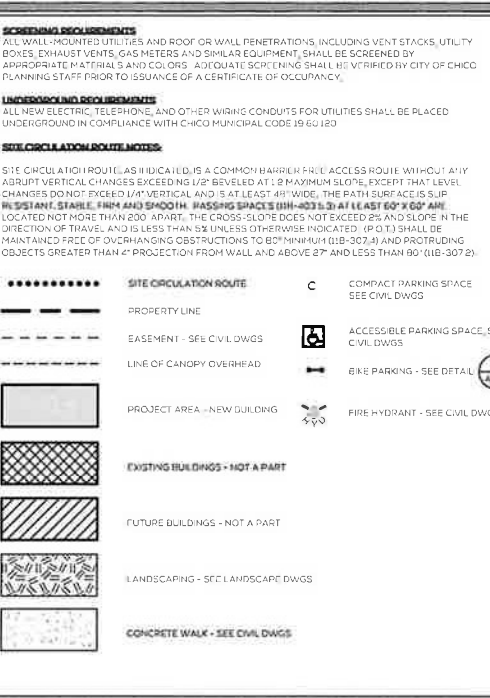 SCREENING REQUIREMENTS
ALL WALL-MOUNTED UTILITIES AND ROOF OR WALL PENETRATIONS, INCLUDING VENT STACKS, UTILITY
BOXES, EXHAUST VENTS, GAS METERS AND SIMILAR EQUIPMENT, SHALL BE SCREENED BY
APPROPRIATE MATERIALS AND COLORS. ADEQUATE SCREENING SHALL BE VERIFIED BY CITY OF CHICO
PLANNING STAFF PRIOR TO ISSUANCE OF A CERTIFICATE OF OCCUPANCY.
UNDERGROUND REQUIREMENTS
ALL NEW ELECTRIC, TELEPHONE, AND OTHER WIRING CONDUITS FOR UTILITIES SHALL BE PLACED
UNDERGROUND IN COMPLIANCE WITH CHICO MUNICIPAL CODE 19.60.120
SITE CIRCULATION ROUTE NOTES:
SITE CIRCULATION ROUTE, AS INDICATED, IS A COMMON BARRIER FREE ACCESS ROUTE WITHOUT ANY
ABRUPT VERTICAL CHANGES EXCEEDING 1/2" BEVELED AT 1:2 MAXIMUM SLOPE, EXCEPT THAT LEVEL
CHANGES DO NOT EXCEED 1/4" VERTICAL AND IS AT LEAST 48" WIDE. THE PATH SURFACE IS SLIP
RESISTANT, STABLE, FIRM AND SMOOTH. PASSING SPACES (11B-403.5.3) AT LEAST 60" X 60" ARE
LOCATED NOT MORE THAN 200' APART. THE CROSS-SLOPE DOES NOT EXCEED 2% AND SLOPE IN THE
DIRECTION OF TRAVEL AND IS LESS THAN 5% UNLESS OTHERWISE INDICATED. (P.O.T.) SHALL BE
MAINTAINED FREE OF OVERHANGING OBSTRUCTIONS TO 80" MINIMUM (11B-307.4) AND PROTRUDING
OBJECTS GREATER THAN 4" PROJECTION FROM WALL AND ABOVE 27" AND LESS THAN 80" (11B-307.2).
SITE CIRCULATION ROUTE
PROPERTY LINE
EASEMENT - SEE CIVIL DWGS
LINE OF CANOPY OVERHEAD
PROJECT AREA - NEW BUILDING
EXISTING BUILDINGS - NOT A PART
FUTURE BUILDINGS - NOT A PART
LANDSCAPING - SEE LANDSCAPE DWGS
CONCRETE WALK - SEE CIVIL DWGS
C COMPACT PARKING SPACE
SEE CIVIL DWGS
ACCESSIBLE PARKING SPACE, S
CIVIL DWGS
BIKE PARKING - SEE DETAIL
FIRE HYDRANT - SEE CIVIL DWG